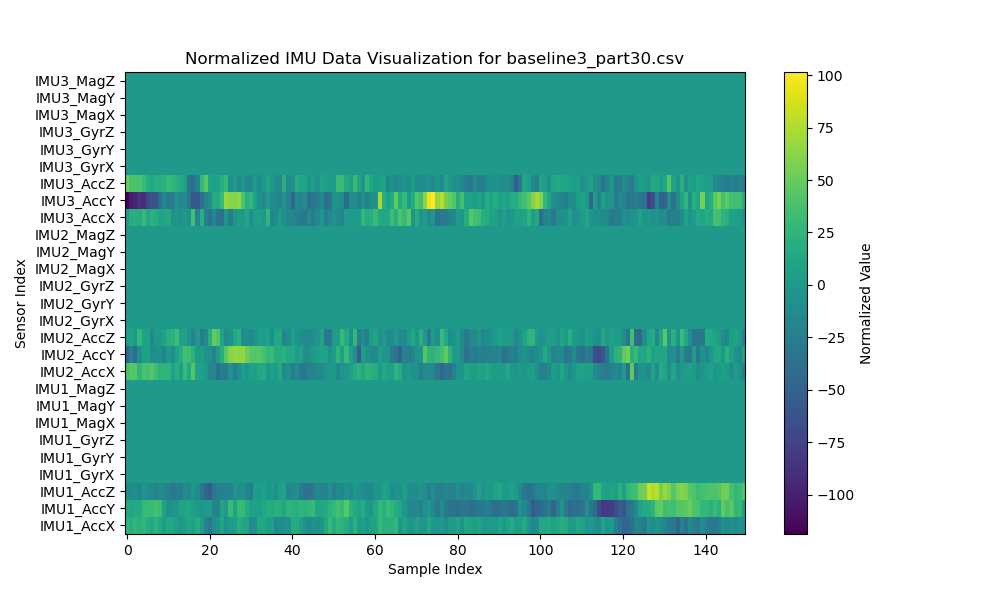 Normalized IMU Data Visualization for baseline3_part30.csv
IMU3_MagZ
IMU3_MagY
IMU3_MagX
IMU3_GyrZ
IMU3_GyrY
IMU3_GyrX
IMU3_AccZ
IMU3_AccY
IMU3_AccX
IMU2_MagZ
IMU2_MagY
IMU2_MagX
IMU2_GyrZ
IMU2_GyrY
IMU2_GyrX
IMU2_AccZ
IMU2_AccY
IMU2_AccX
IMU1_MagZ
IMU1_MagY
IMU1_MagX
IMU1_GyrZ
IMU1_GyrY
IMU1_GyrX
IMU1_AccZ
IMU1_AccY
IMU1_AccX
Sensor Index
0 20 40 60 80 100 120 140
Sample Index
100
75
50
25
0
−25
−50
−75
−100
Normalized Value